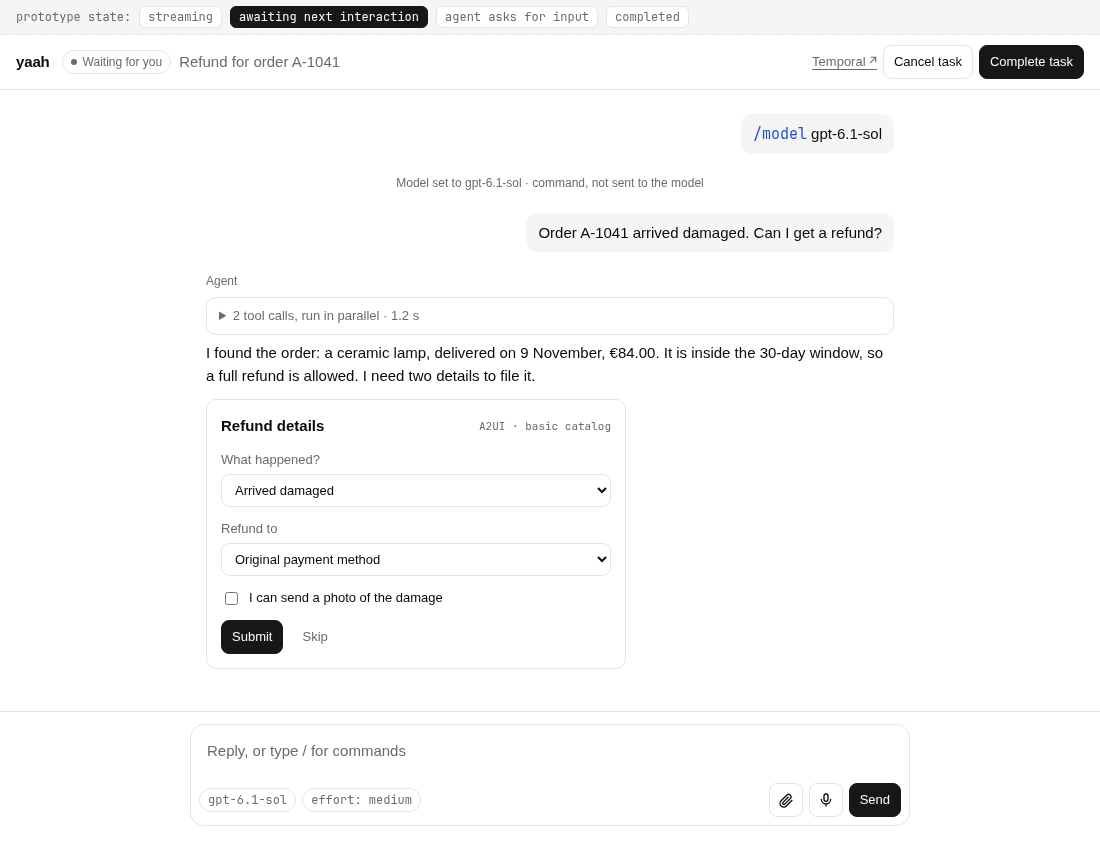 prototype state: streaming awaiting next interaction agent asks for input completed
yaah Waiting for you Refund for order A-1041 Temporal Cancel task Complete task
/model gpt-6.1-sol
Model set to gpt-6.1-sol · command, not sent to the model
Order A-1041 arrived damaged. Can I get a refund?
Agent
2 tool calls, run in parallel · 1.2 s
I found the order: a ceramic lamp, delivered on 9 November, €84.00. It is inside the 30-day window, so
a full refund is allowed. I need two details to file it.
Refund details A2UI · basic catalog
What happened?
Arrived damaged
Refund to
Original payment method
I can send a photo of the damage
Submit Skip
Reply, or type / for commands
gpt-6.1-sol effort: medium Send